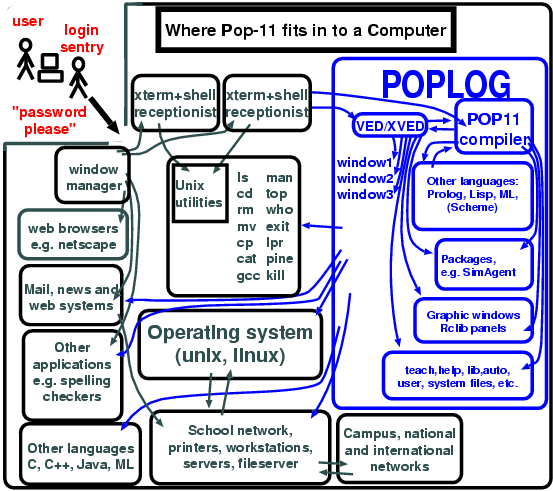 Where Pop-11 fits in to a Computer
user
login
sentry
"password
please"
xterm+shell
receptionist
xterm+shell
receptionist
POPLOG
VED/XVED
POP11
compiler
window1
window2
window3
Other languages:
Prolog, Lisp, ML,
(Scheme)
Packages,
e.g. SimAgent
Graphic windows
Rclib panels
teach,help, lib,auto,
user, system files, etc.
window
manager
Unix
utilities
ls man
cd top
rm who
mv exit
cp lpr
cat pine
gcc kill
web browsers
e.g. netscape
Mail, news and
web systems
Other
applications
e.g. spelling
checkers
Other languages
C, C++, Java, ML
Operating system
(unix, linux)
School network,
printers, workstations,
servers, fileserver
Campus, national
and international
networks